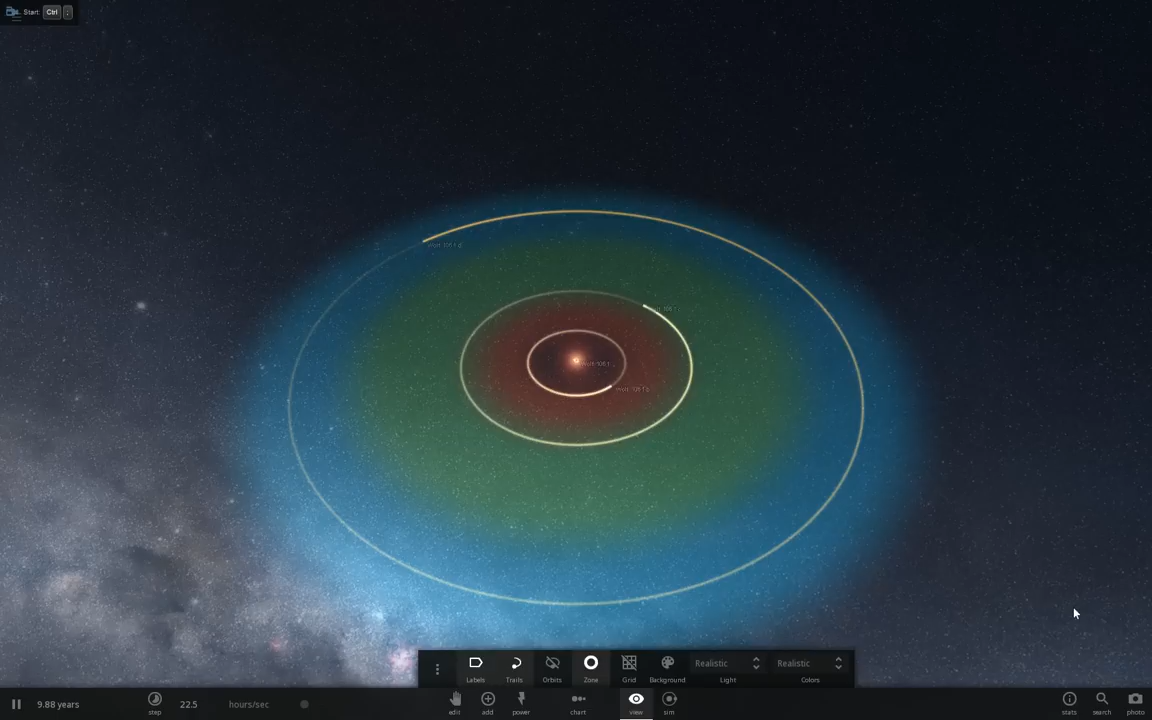 Start: Ctrl ;
Labels
Trails
Orbits
Zone
Grid
Background
Realistic
Light
Realistic
Colors
9.88 years
step
22.5
hours/sec
edit
add
power
chart
view
sim
stats
search
photo